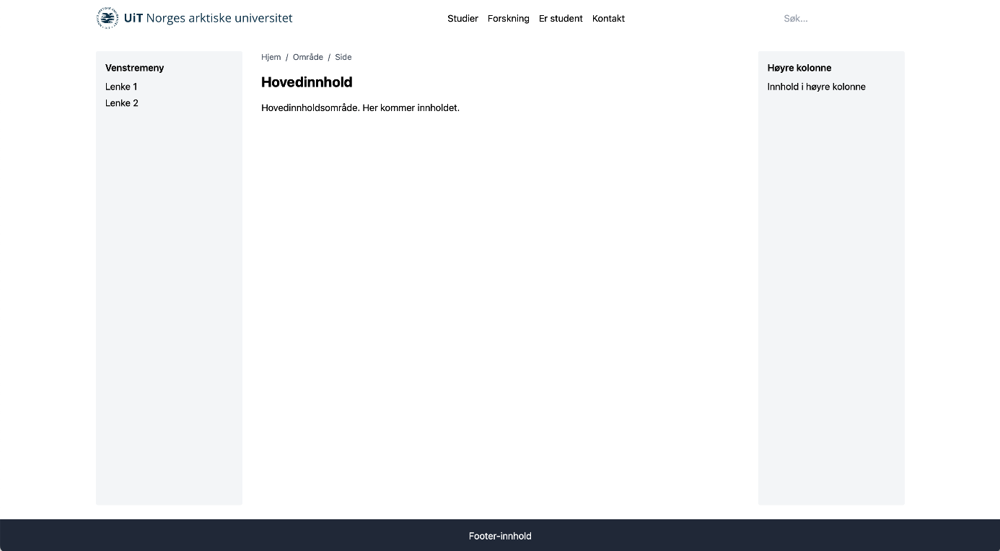 UiT Norges arktiske universitet
Studier Forskning Er student Kontakt
Søk...
Venstremeny
Lenke 1
Lenke 2
Hjem / Område / Side
Hovedinnhold
Hovedinnholdsområde. Her kommer innholdet.
Høyre kolonne
Innhold i høyre kolonne
Footer-innhold